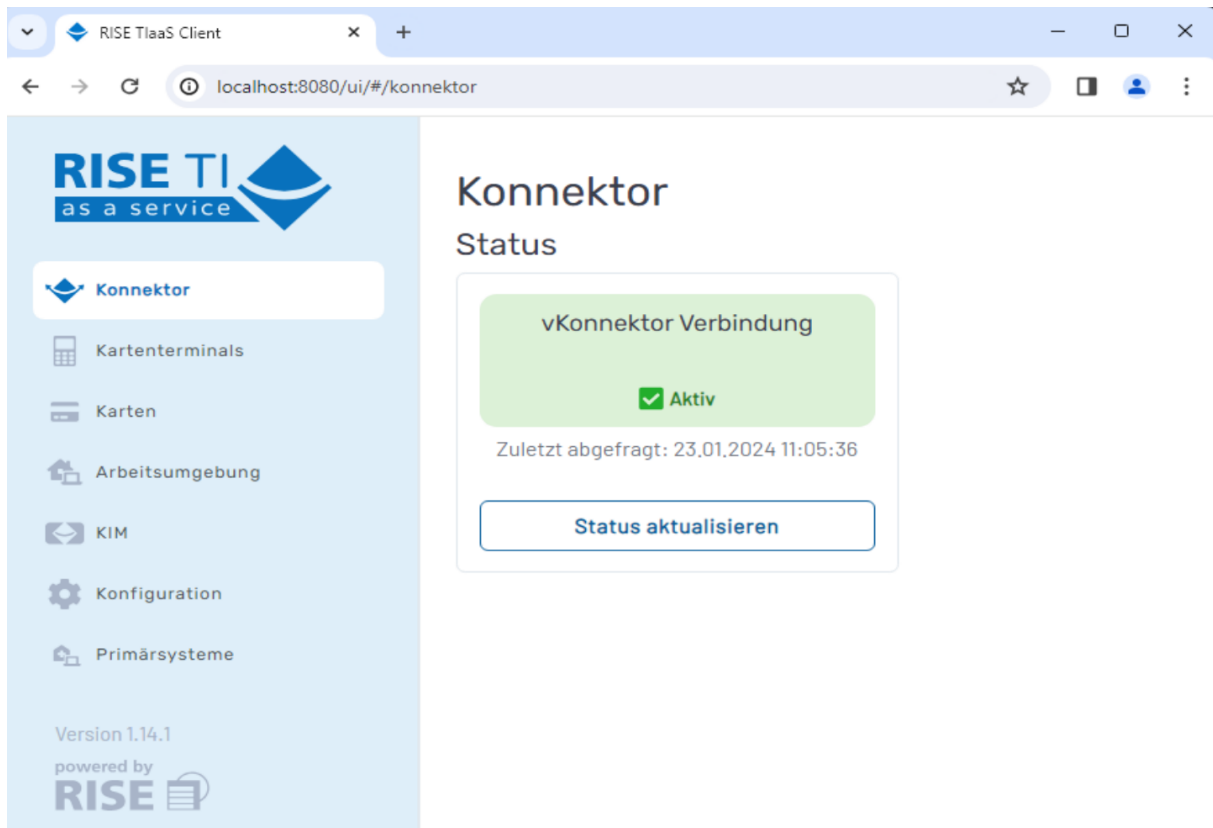 RISE TIaaS Client
localhost:8080/ui/#/konnektor
RISE TI
as a service
Konnektor
Kartenterminals
Karten
Arbeitsumgebung
KIM
Konfiguration
Primärsysteme
Version 1.14.1
powered by
RISE
Konnektor
Status
vKonnektor Verbindung
Aktiv
Zuletzt abgefragt: 23.01.2024 11:05:36
Status aktualisieren